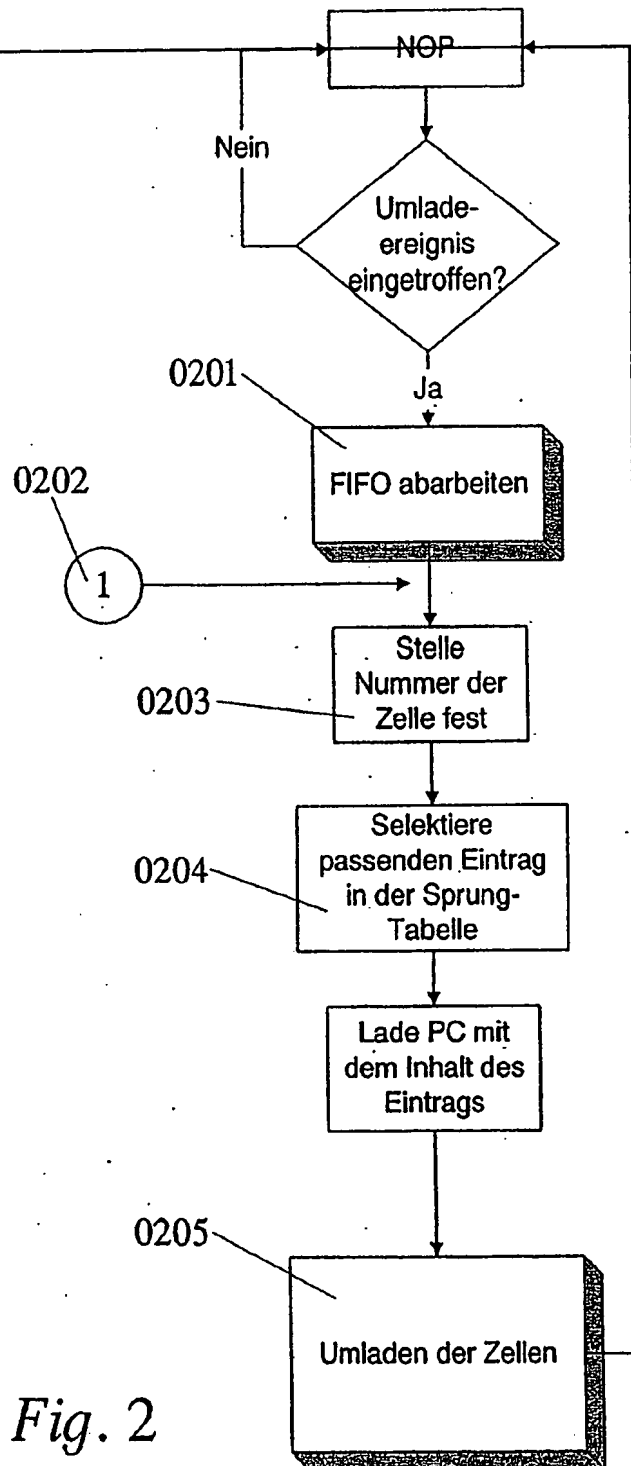 NOP
Nein
Umlade-
ereignis
eingetroffen?
0201
Ja
FIFO abarbeiten
0202
1
Stelle
Nummer der
Zelle fest
0203
Selektiere
passenden Eintrag
in der Sprung-
Tabelle
0204
Lade PC mit
dem Inhalt des
Eintrags
0205
Umladen der Zellen
Fig. 2